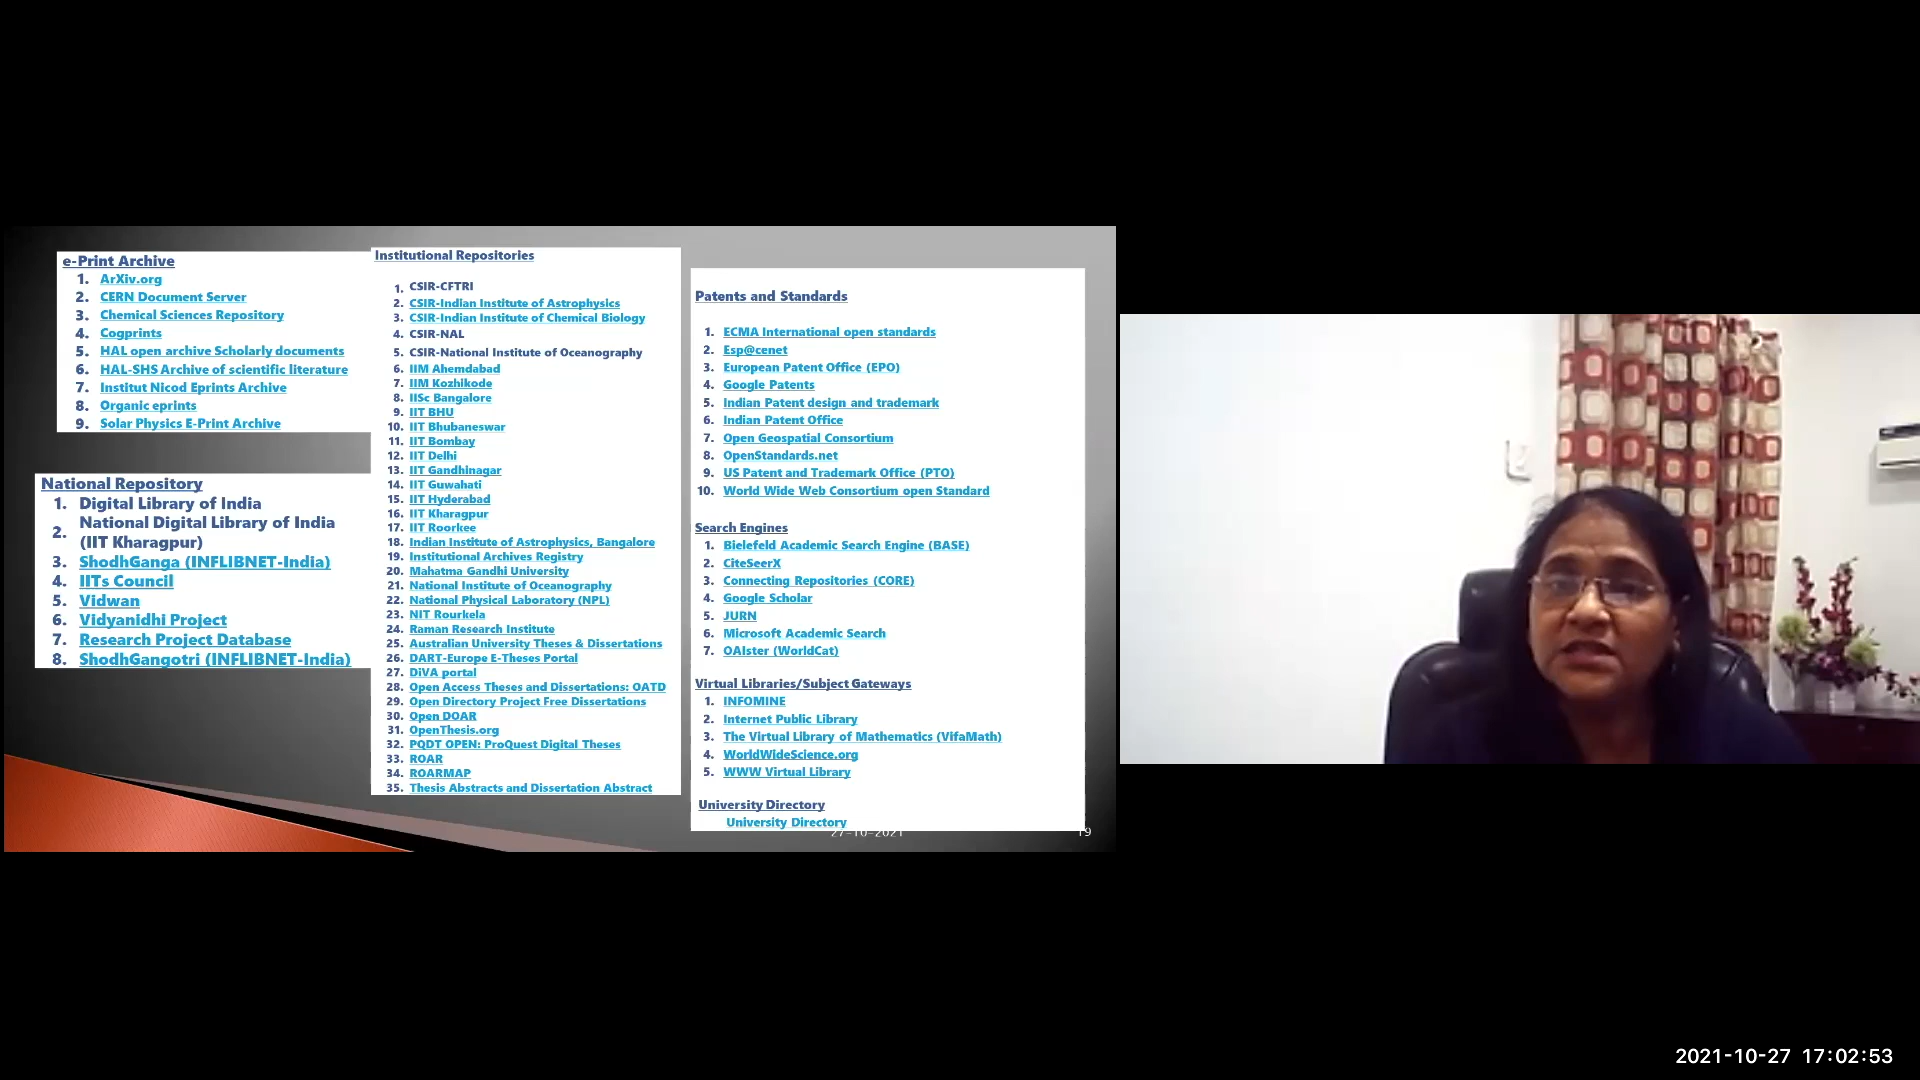 e-Print Archive
1. ArXiv.org
2. CERN Document Server
3. Chemical Sciences Repository
4. Cogprints
5. HAL open archive Scholarly documents
6. HAL-SHS Archive of scientific literature
7. Institut Nicod Eprints Archive
8. Organic eprints
9. Solar Physics E-Print Archive
National Repository
1. Digital Library of India
2. National Digital Library of India
(IIT Kharagpur)
3. ShodhGanga (INFLIBNET-India)
4. IITs Council
5. Vidwan
6. Vidyanidhi Project
7. Research Project Database
8. ShodhGangotri (INFLIBNET-India)
Institutional Repositories
1. CSIR-CFTRI
2. CSIR-Indian Institute of Astrophysics
3. CSIR-Indian Institute of Chemical Biology
4. CSIR-NAL
5. CSIR-National Institute of Oceanography
6. IIM Ahemdabad
7. IIM Kozhikode
8. IISc Bangalore
9. IIT BHU
10. IIT Bhubaneswar
11. IIT Bombay
12. IIT Delhi
13. IIT Gandhinagar
14. IIT Guwahati
15. IIT Hyderabad
16. IIT Kharagpur
17. IIT Roorkee
18. Indian Institute of Astrophysics, Bangalore
19. Institutional Archives Registry
20. Mahatma Gandhi University
21. National Institute of Oceanography
22. National Physical Laboratory (NPL)
23. NIT Rourkela
24. Raman Research Institute
25. Australian University Theses & Dissertations
26. DART-Europe E-Theses Portal
27. DiVA portal
28. Open Access Theses and Dissertations: OATD
29. Open Directory Project Free Dissertations
30. Open DOAR
31. OpenThesis.org
32. PQDT OPEN: ProQuest Digital Theses
33. ROAR
34. ROARMAP
35. Thesis Abstracts and Dissertation Abstract
Patents and Standards
1. ECMA International open standards
2. Esp@cenet
3. European Patent Office (EPO)
4. Google Patents
5. Indian Patent design and trademark
6. Indian Patent Office
7. Open Geospatial Consortium
8. OpenStandards.net
9. US Patent and Trademark Office (PTO)
10. World Wide Web Consortium open Standard
Search Engines
1. Bielefeld Academic Search Engine (BASE)
2. CiteSeerX
3. Connecting Repositories (CORE)
4. Google Scholar
5. JURN
6. Microsoft Academic Search
7. OAIster (WorldCat)
Virtual Libraries/Subject Gateways
1. INFOMINE
2. Internet Public Library
3. The Virtual Library of Mathematics (VifaMath)
4. WorldWideScience.org
5. WWW Virtual Library
University Directory
University Directory
27-10-2021
19
2021-10-27 17:02:53